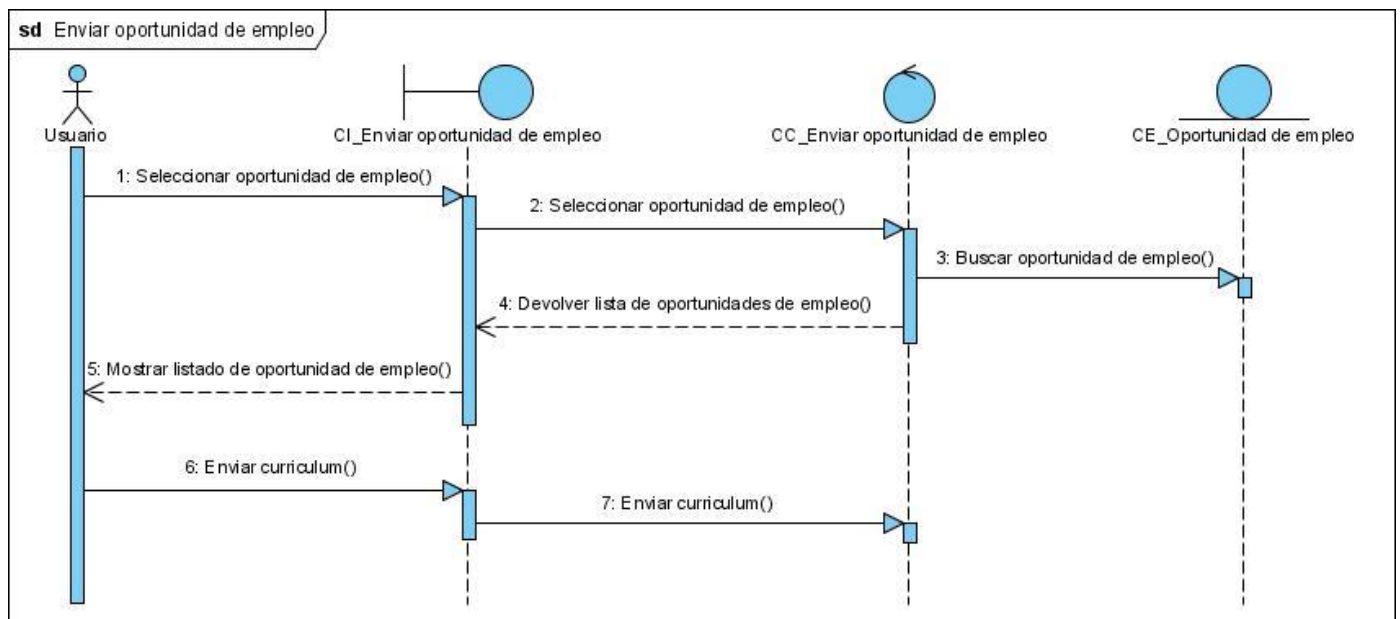 sd Enviar oportunidad de empleo
Usuario
CI_Enviar oportunidad de empleo
CC_Enviar oportunidad de empleo
CE_Oportunidad de empleo
1: Seleccionar oportunidad de empleo()
2: Seleccionar oportunidad de empleo()
3: Buscar oportunidad de empleo()
4: Devolver lista de oportunidades de empleo()
5: Mostrar listado de oportunidad de empleo()
6: Enviar curriculum()
7: Enviar curriculum()